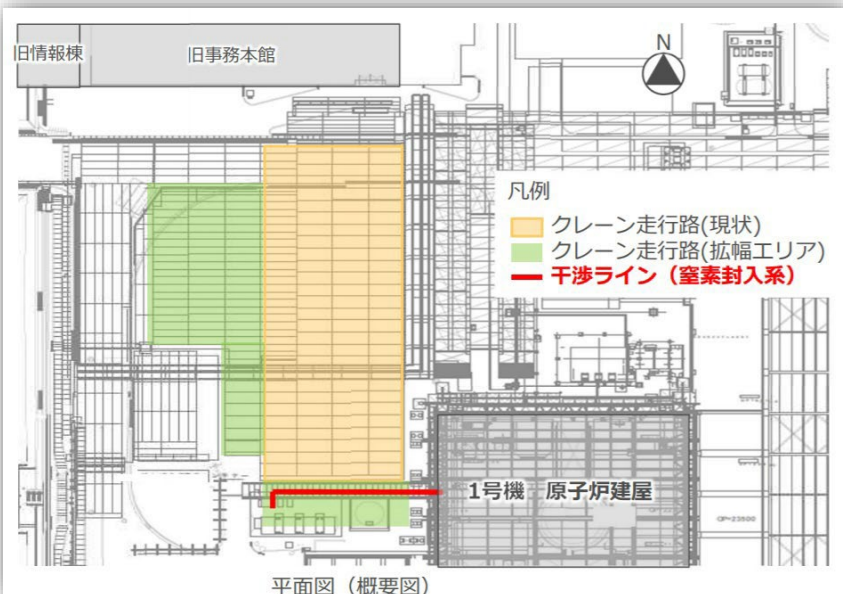 旧情報棟
旧事務本館
N
凡例
クレーン走行路(現状)
クレーン走行路(拡幅エリア)
干渉ライン（窒素封入系）
1号機 原子炉建屋
OP=23500
平面図（概要図）